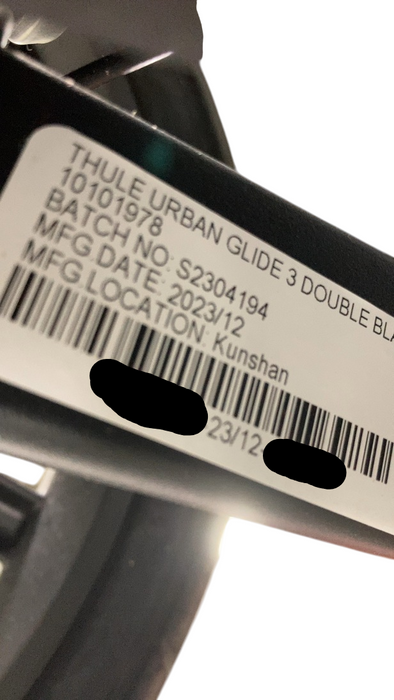 THULE URBAN GLIDE 3 DOUBLE BLA
10101978
BATCH NO: S2304194
MFG.DATE: 2023/12
MFG.LOCATION: Kunshan
23/12-